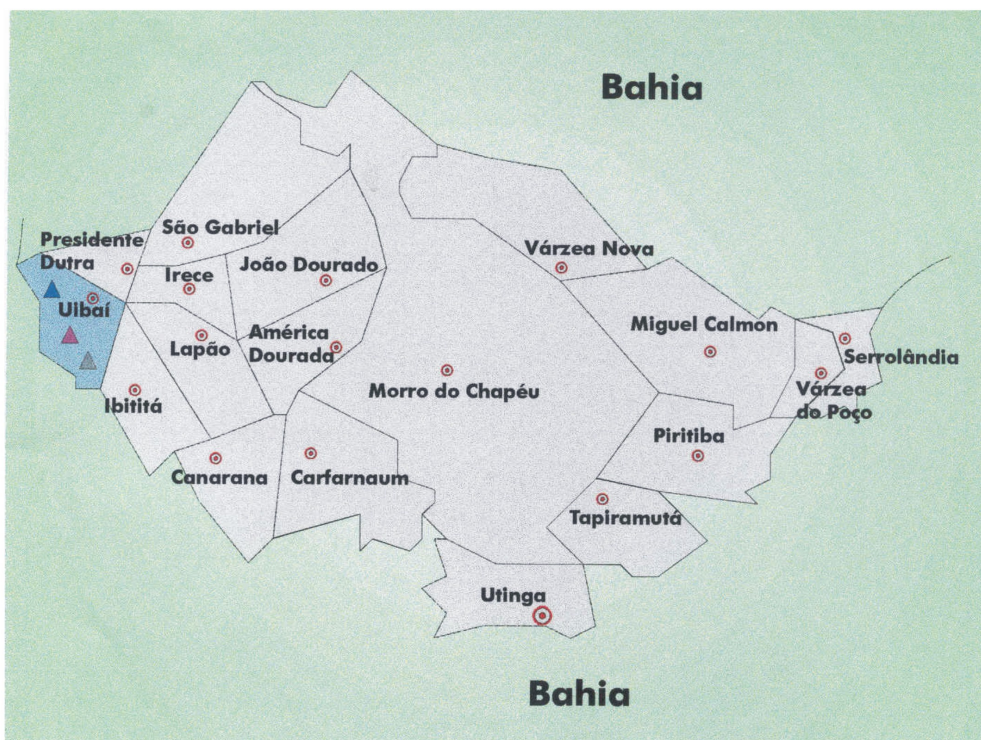 Bahia
São Gabriel
Presidente
Dutra
Irece
João Dourado
Várzea Nova
Uibaí
Lapão
América
Dourada
Miguel Calmon
Serrolândia
Morro do Chapéu
Várzea
do Poço
Ibititá
Piritiba
Canarana
Carfarnaum
Tapiramutá
Utinga
Bahia